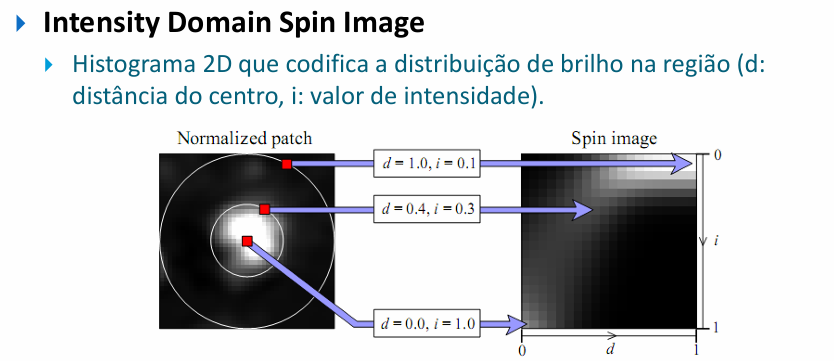 Intensity Domain Spin Image
Histograma 2D que codifica a distribuição de brilho na região (d:
distância do centro, i: valor de intensidade).
Normalized patch
Spin image
d = 1.0, i = 0.1
d = 0.4, i = 0.3
d = 0.0, i = 1.0
0
i
1
0
d
1